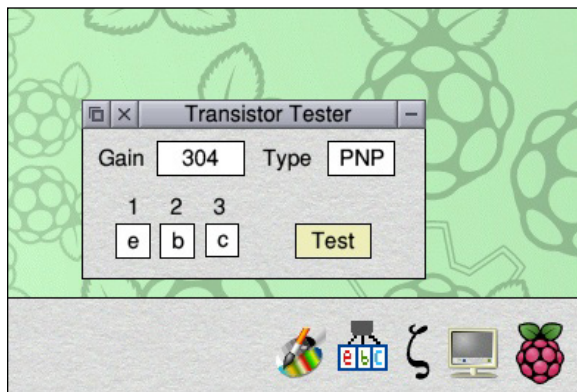 Transistor Tester
Gain 304 Type PNP
1 2 3
e b c Test
e b c